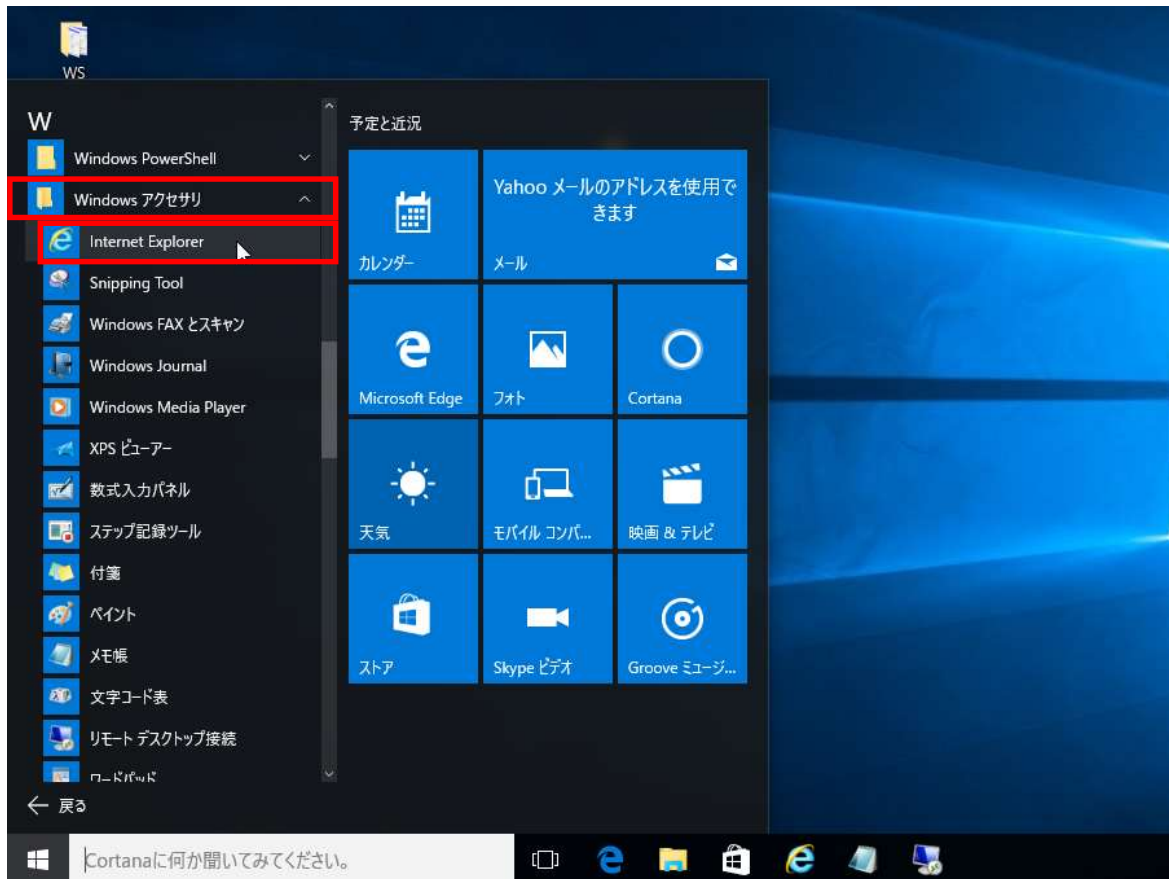 WS
W
Windows PowerShell
Windows アクセサリ
Internet Explorer
Snipping Tool
Windows FAX とスキャン
Windows Journal
Windows Media Player
XPS ビューアー
数式入力パネル
ステップ記録ツール
付箋
ペイント
メモ帳
文字コード表
リモート デスクトップ接続
ワードパッド
戻る
予定と近況
カレンダー
Yahoo メールのアドレスを使用で
きます
メール
Microsoft Edge
フォト
Cortana
天気
モバイル コンパ...
映画 & テレビ
ストア
Skype ビデオ
Groove ミュージ...
Cortanaに何か聞いてみてください。